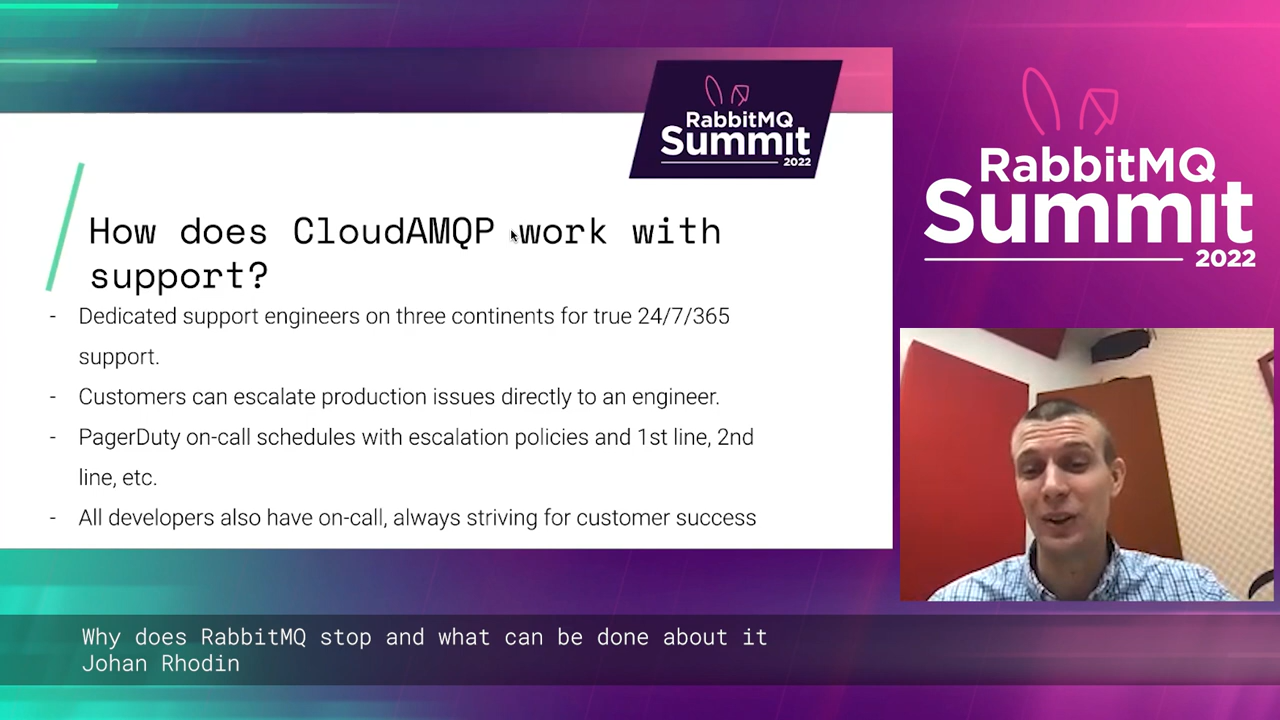 RabbitMQ
Summit
2022
How does CloudAMQP work with
support?
- Dedicated support engineers on three continents for true 24/7/365
support.
- Customers can escalate production issues directly to an engineer.
- PagerDuty on-call schedules with escalation policies and 1st line, 2nd
line, etc.
- All developers also have on-call, always striving for customer success
RabbitMQ
Summit
2022
Why does RabbitMQ stop and what can be done about it
Johan Rhodin